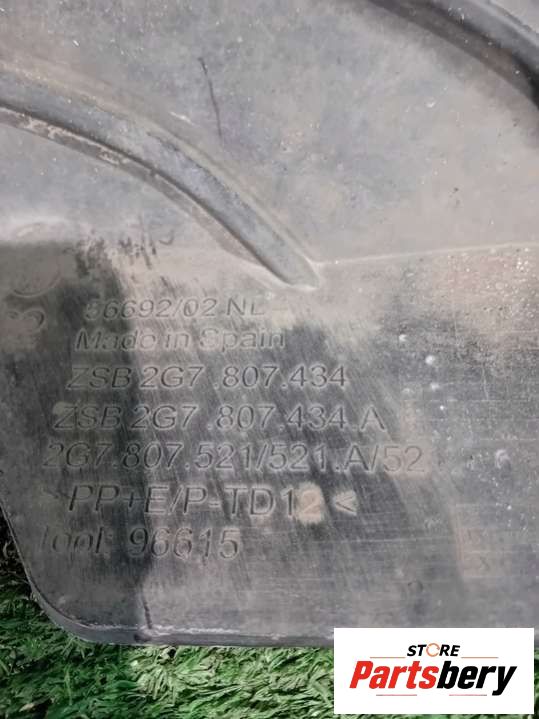 56692/02 NL
Made in Spain
ZSB 2G7.807.434
ZSB 2G7 807.434.A
2G7.807.521/521.A/52
>PP+E/P-TD12<
Tool: 96615
STORE
Partsbery